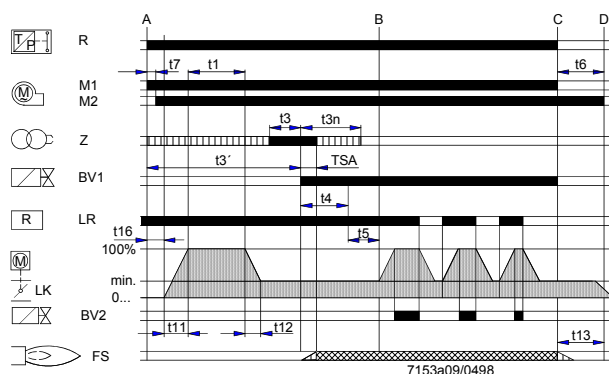 A B C D
T P R
t7 t1 t6
M M1
M2
t3 t3n
Z
t3´ TSA
BV1
t4
R LR
t16 t5
100%
M
min.
LK
0...
BV2
t11 t12 t13
FS
7153a09/0498